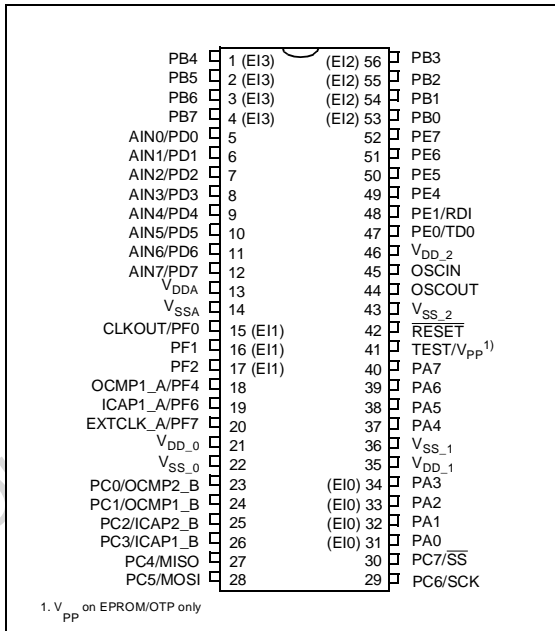 PB4 1 (EI3) (EI2) 56 PB3
PB5 2 (EI3) (EI2) 55 PB2
PB6 3 (EI3) (EI2) 54 PB1
PB7 4 (EI3) (EI2) 53 PB0
AIN0/PD0 5 52 PE7
AIN1/PD1 6 51 PE6
AIN2/PD2 7 50 PE5
AIN3/PD3 8 49 PE4
AIN4/PD4 9 48 PE1/RDI
AIN5/PD5 10 47 PE0/TD0
AIN6/PD6 11 46 VDD_2
AIN7/PD7 12 45 OSCIN
VDDA 13 44 OSCOUT
VSSA 14 43 VSS_2
CLKOUT/PF0 15 (EI1) 42 RESET
PF1 16 (EI1) 41 TEST/VPP1)
PF2 17 (EI1) 40 PA7
OCMP1_A/PF4 18 39 PA6
ICAP1_A/PF6 19 38 PA5
EXTCLK_A/PF7 20 37 PA4
VDD_0 21 36 VSS_1
VSS_0 22 35 VDD_1
PC0/OCMP2_B 23 (EI0) 34 PA3
PC1/OCMP1_B 24 (EI0) 33 PA2
PC2/ICAP2_B 25 (EI0) 32 PA1
PC3/ICAP1_B 26 (EI0) 31 PA0
PC4/MISO 27 30 PC7/SS
PC5/MOSI 28 29 PC6/SCK
1. VPP on EPROM/OTP only